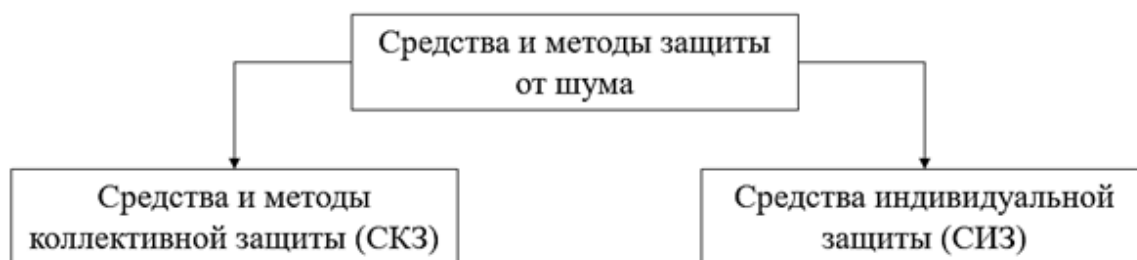 Средства и методы защиты
от шума
Средства и методы
коллективной защиты (СКЗ)
Средства индивидуальной
защиты (СИЗ)